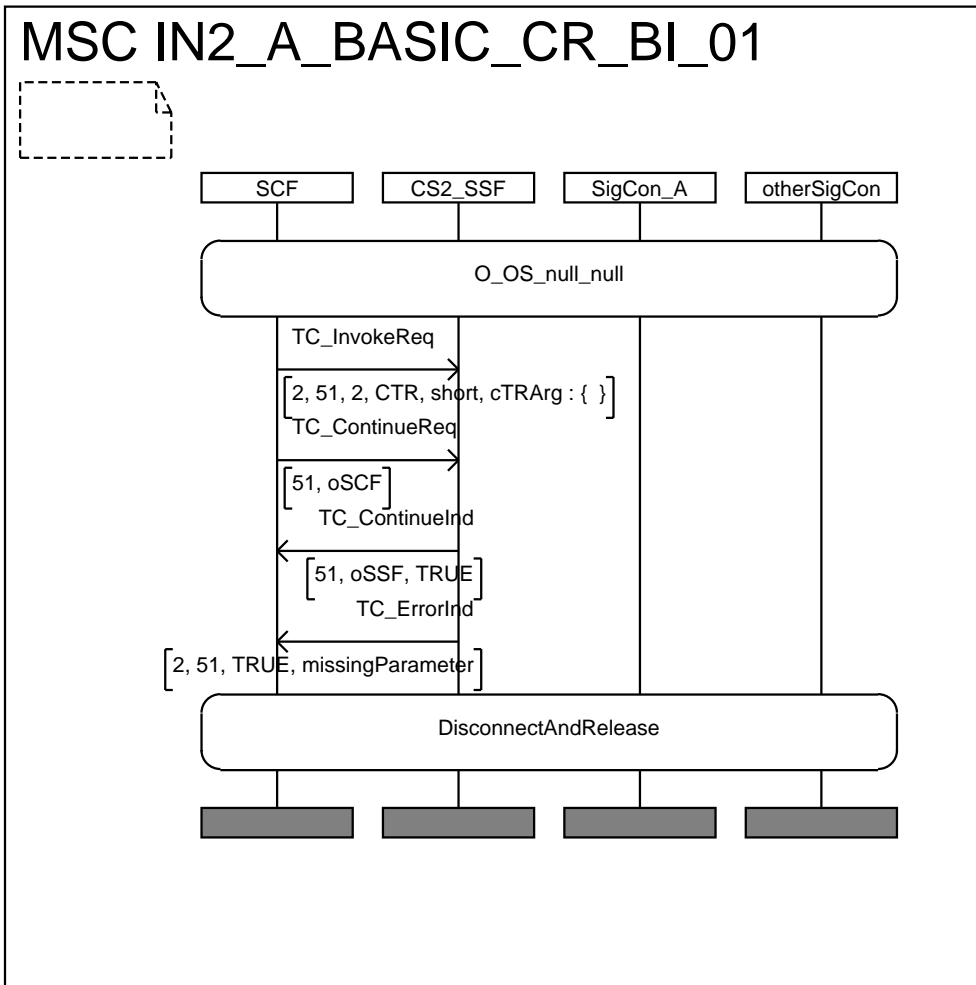 MSC IN2_A_BASIC_CR_BI_01
SCF CS2_SSF SigCon_A otherSigCon
O_OS_null_null
TC_InvokeReq
2, 51, 2, CTR, short, cTRArg : { }
TC_ContinueReq
51, oSCF
TC_ContinueInd
51, oSSF, TRUE
TC_ErrorInd
2, 51, TRUE, missingParameter
DisconnectAndRelease